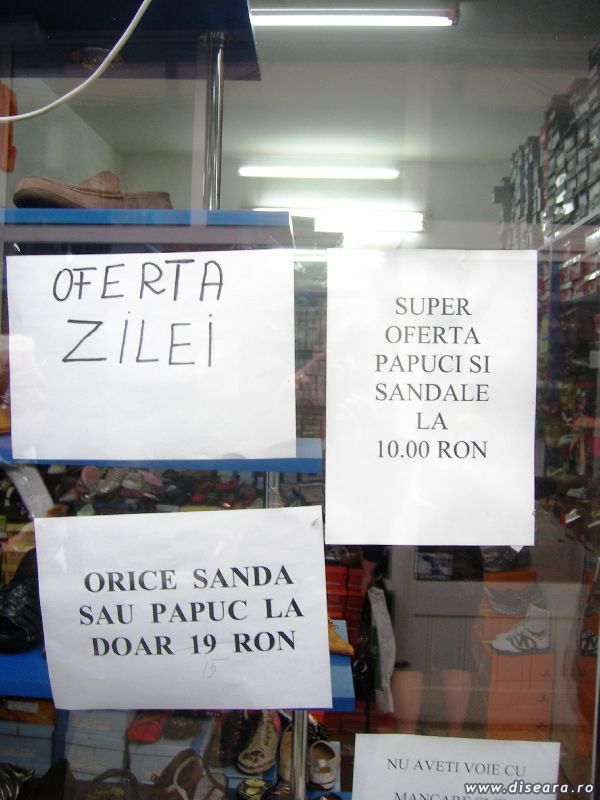 OFERTA
ZILEI
SUPER
OFERTA
PAPUCI SI
SANDALE
LA
10.00 RON
ORICE SANDA
SAU PAPUC LA
DOAR 19 RON
15
NU AVETI VOIE CU
MANCARE
www.diseara.ro